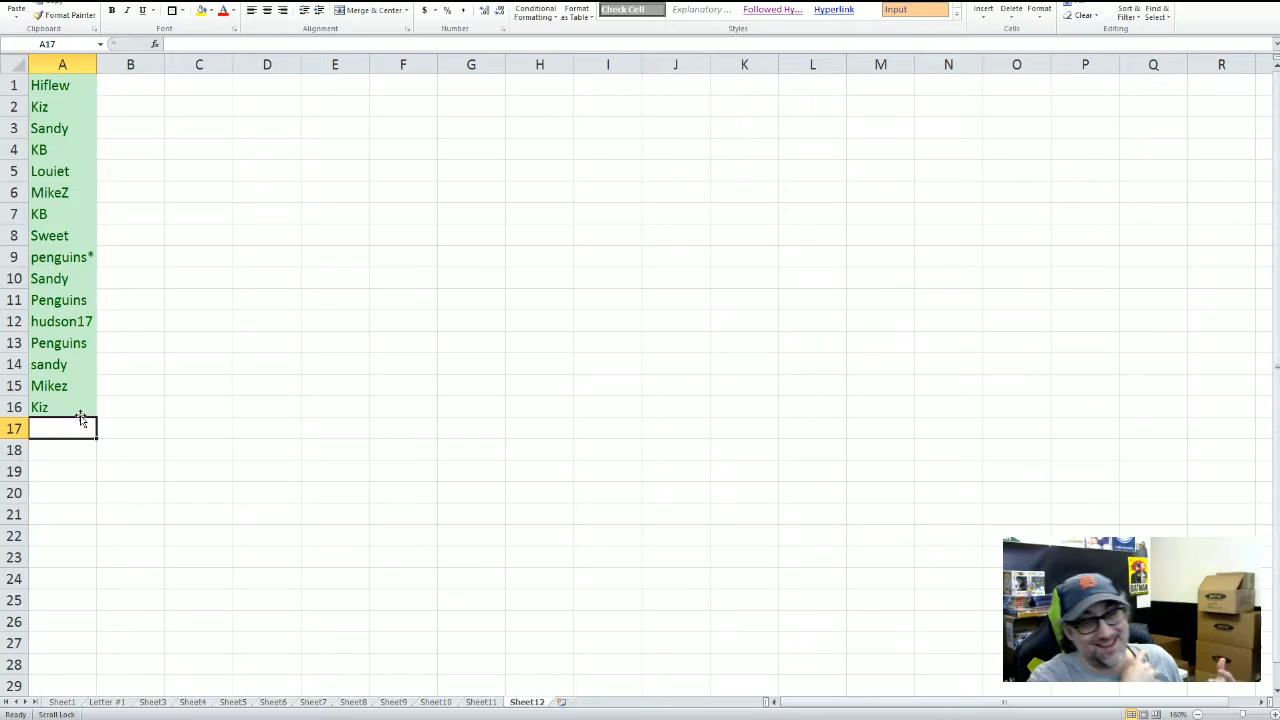 Paste
Format Painter
Clipboard
B I U
Font
Merge & Center
Alignment
$ % ,
Number
Conditional Formatting
Format as Table
Check Cell
Explanatory ...
Followed Hy...
Hyperlink
Input
Styles
Insert
Delete
Format
Cells
Clear
Sort & Filter
Find & Select
Editing
A17
fx
A B C D E F G H I J K L M N O P Q R
1 Hiflew
2 Kiz
3 Sandy
4 KB
5 Louiet
6 MikeZ
7 KB
8 Sweet
9 penguins*
10 Sandy
11 Penguins
12 hudson17
13 Penguins
14 sandy
15 Mikez
16 Kiz
17
18
19
20
21
22
23
24
25
26
27
28
29
BATMAN
Sheet1 Letter #1 Sheet3 Sheet4 Sheet5 Sheet6 Sheet7 Sheet8 Sheet9 Sheet10 Sheet11 Sheet12
Ready Scroll Lock 160%